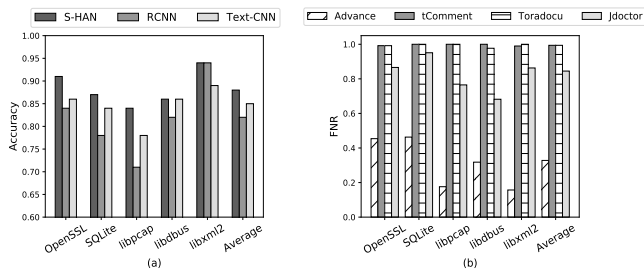 S-HAN RCNN Text-CNN
Accuracy
1.00
0.95
0.90
0.85
0.80
0.75
0.70
0.65
0.60
OpenSSL SQLite libpcap libdbus libxml2 Average
(a)
Advance tComment Toradocu Jdoctor
FNR
1.0
0.8
0.6
0.4
0.2
0.0
OpenSSL SQLite libpcap libdbus libxml2 Average
(b)